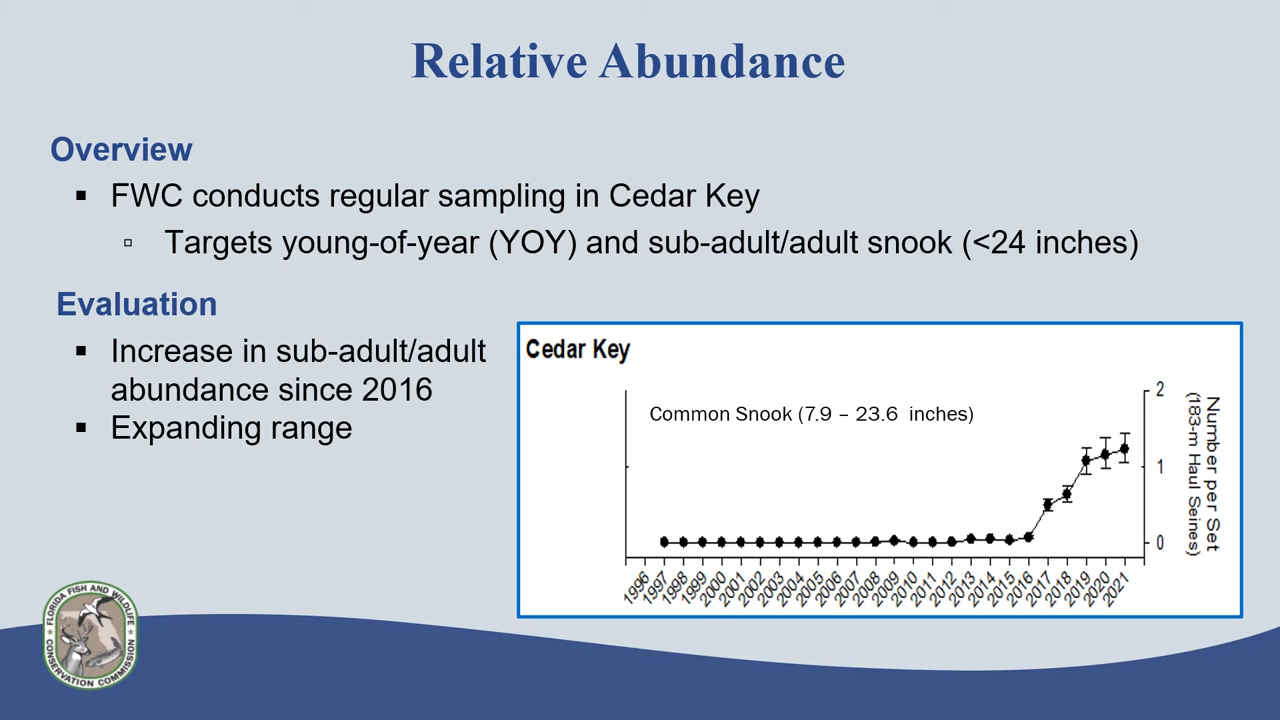 Relative Abundance
Overview
▪ FWC conducts regular sampling in Cedar Key
▫ Targets young-of-year (YOY) and sub-adult/adult snook (<24 inches)
Evaluation
▪ Increase in sub-adult/adult
abundance since 2016
▪ Expanding range
Cedar Key
Common Snook (7.9 – 23.6 inches)
2
1
0
Number per Set
(183-m Haul Seines)
1996 1997 1998 1999 2000 2001 2002 2003 2004 2005 2006 2007 2008 2009 2010 2011 2012 2013 2014 2015 2016 2017 2018 2019 2020 2021
FLORIDA FISH AND WILDLIFE
CONSERVATION COMMISSION